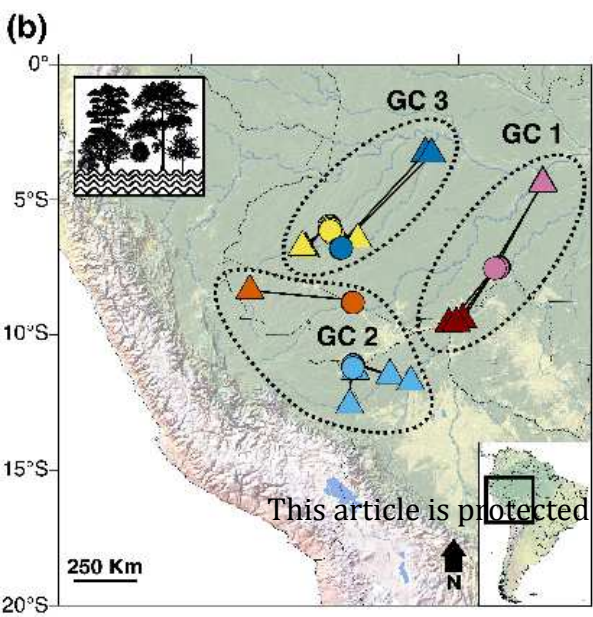 (b)
0°
GC 3
GC 1
5°S
10°S
GC 2
15°S
This article is protected
250 Km
N
20°S